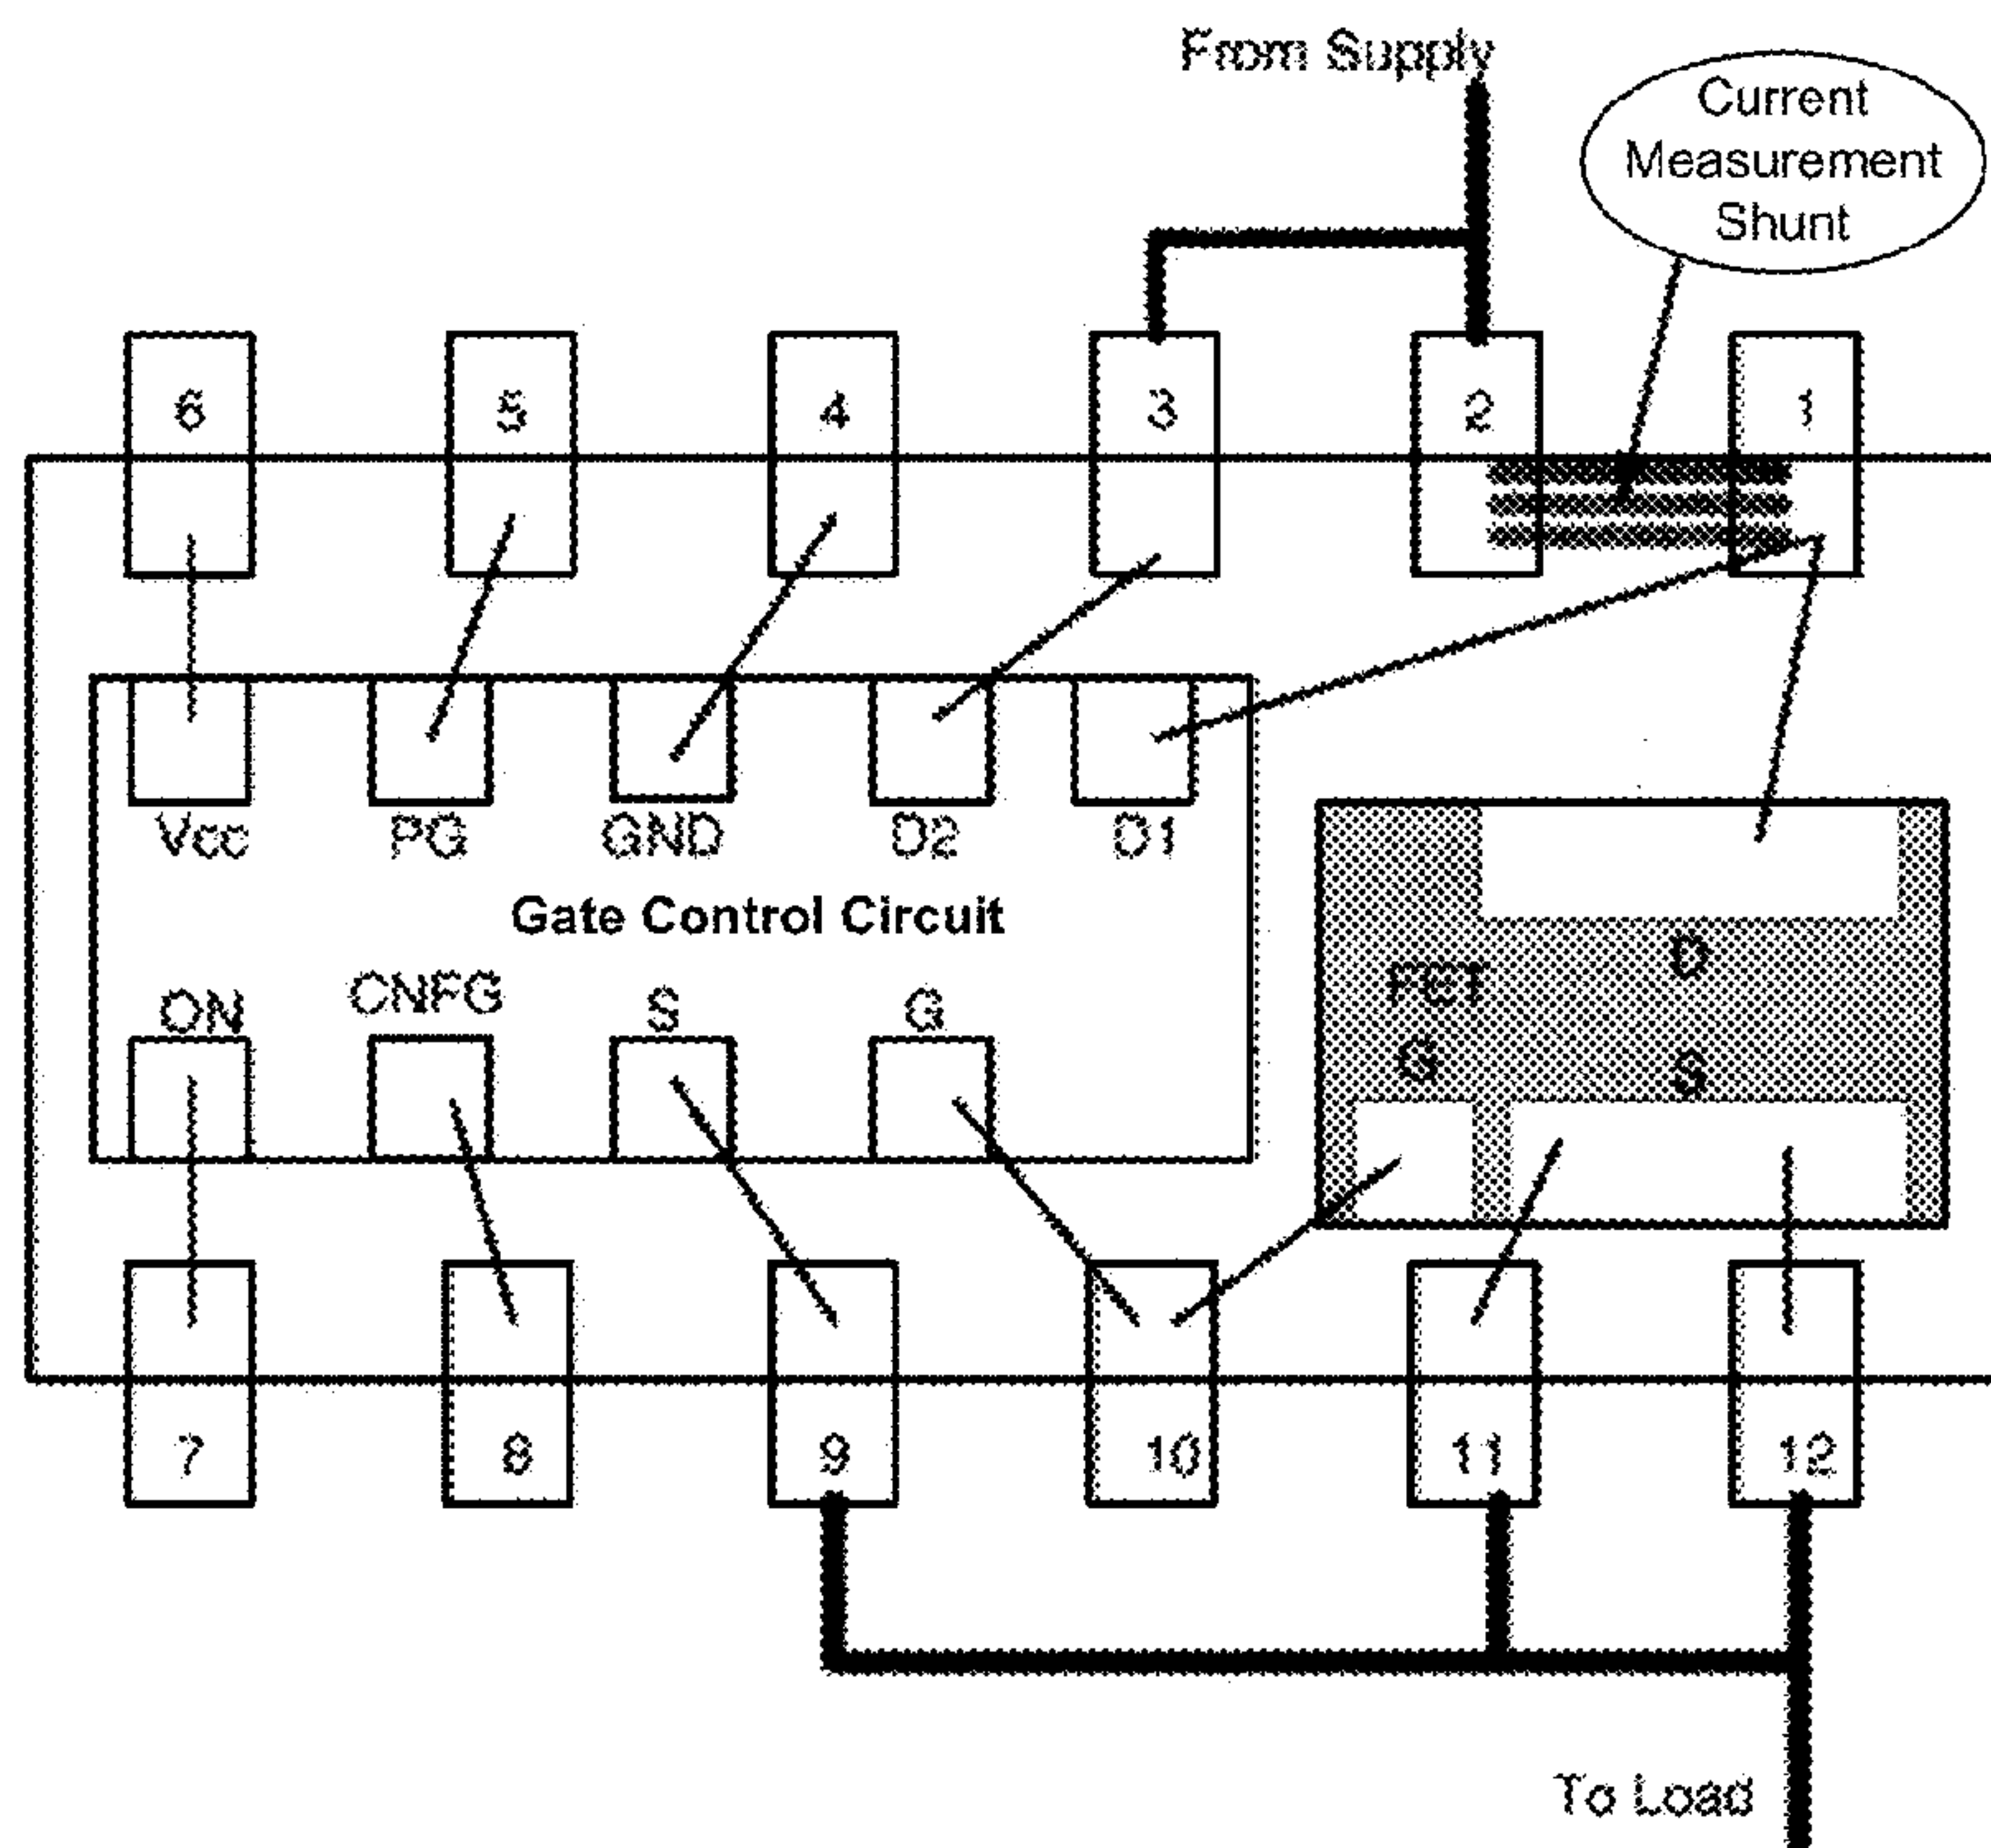 From Supply
Current
Measurement
Shunt
6 5 4 3 2 1
Vcc PG GND D2 D1
Gate Control Circuit
D
FET
ON CNFG S G
G S
7 8 9 10 11 12
To Load